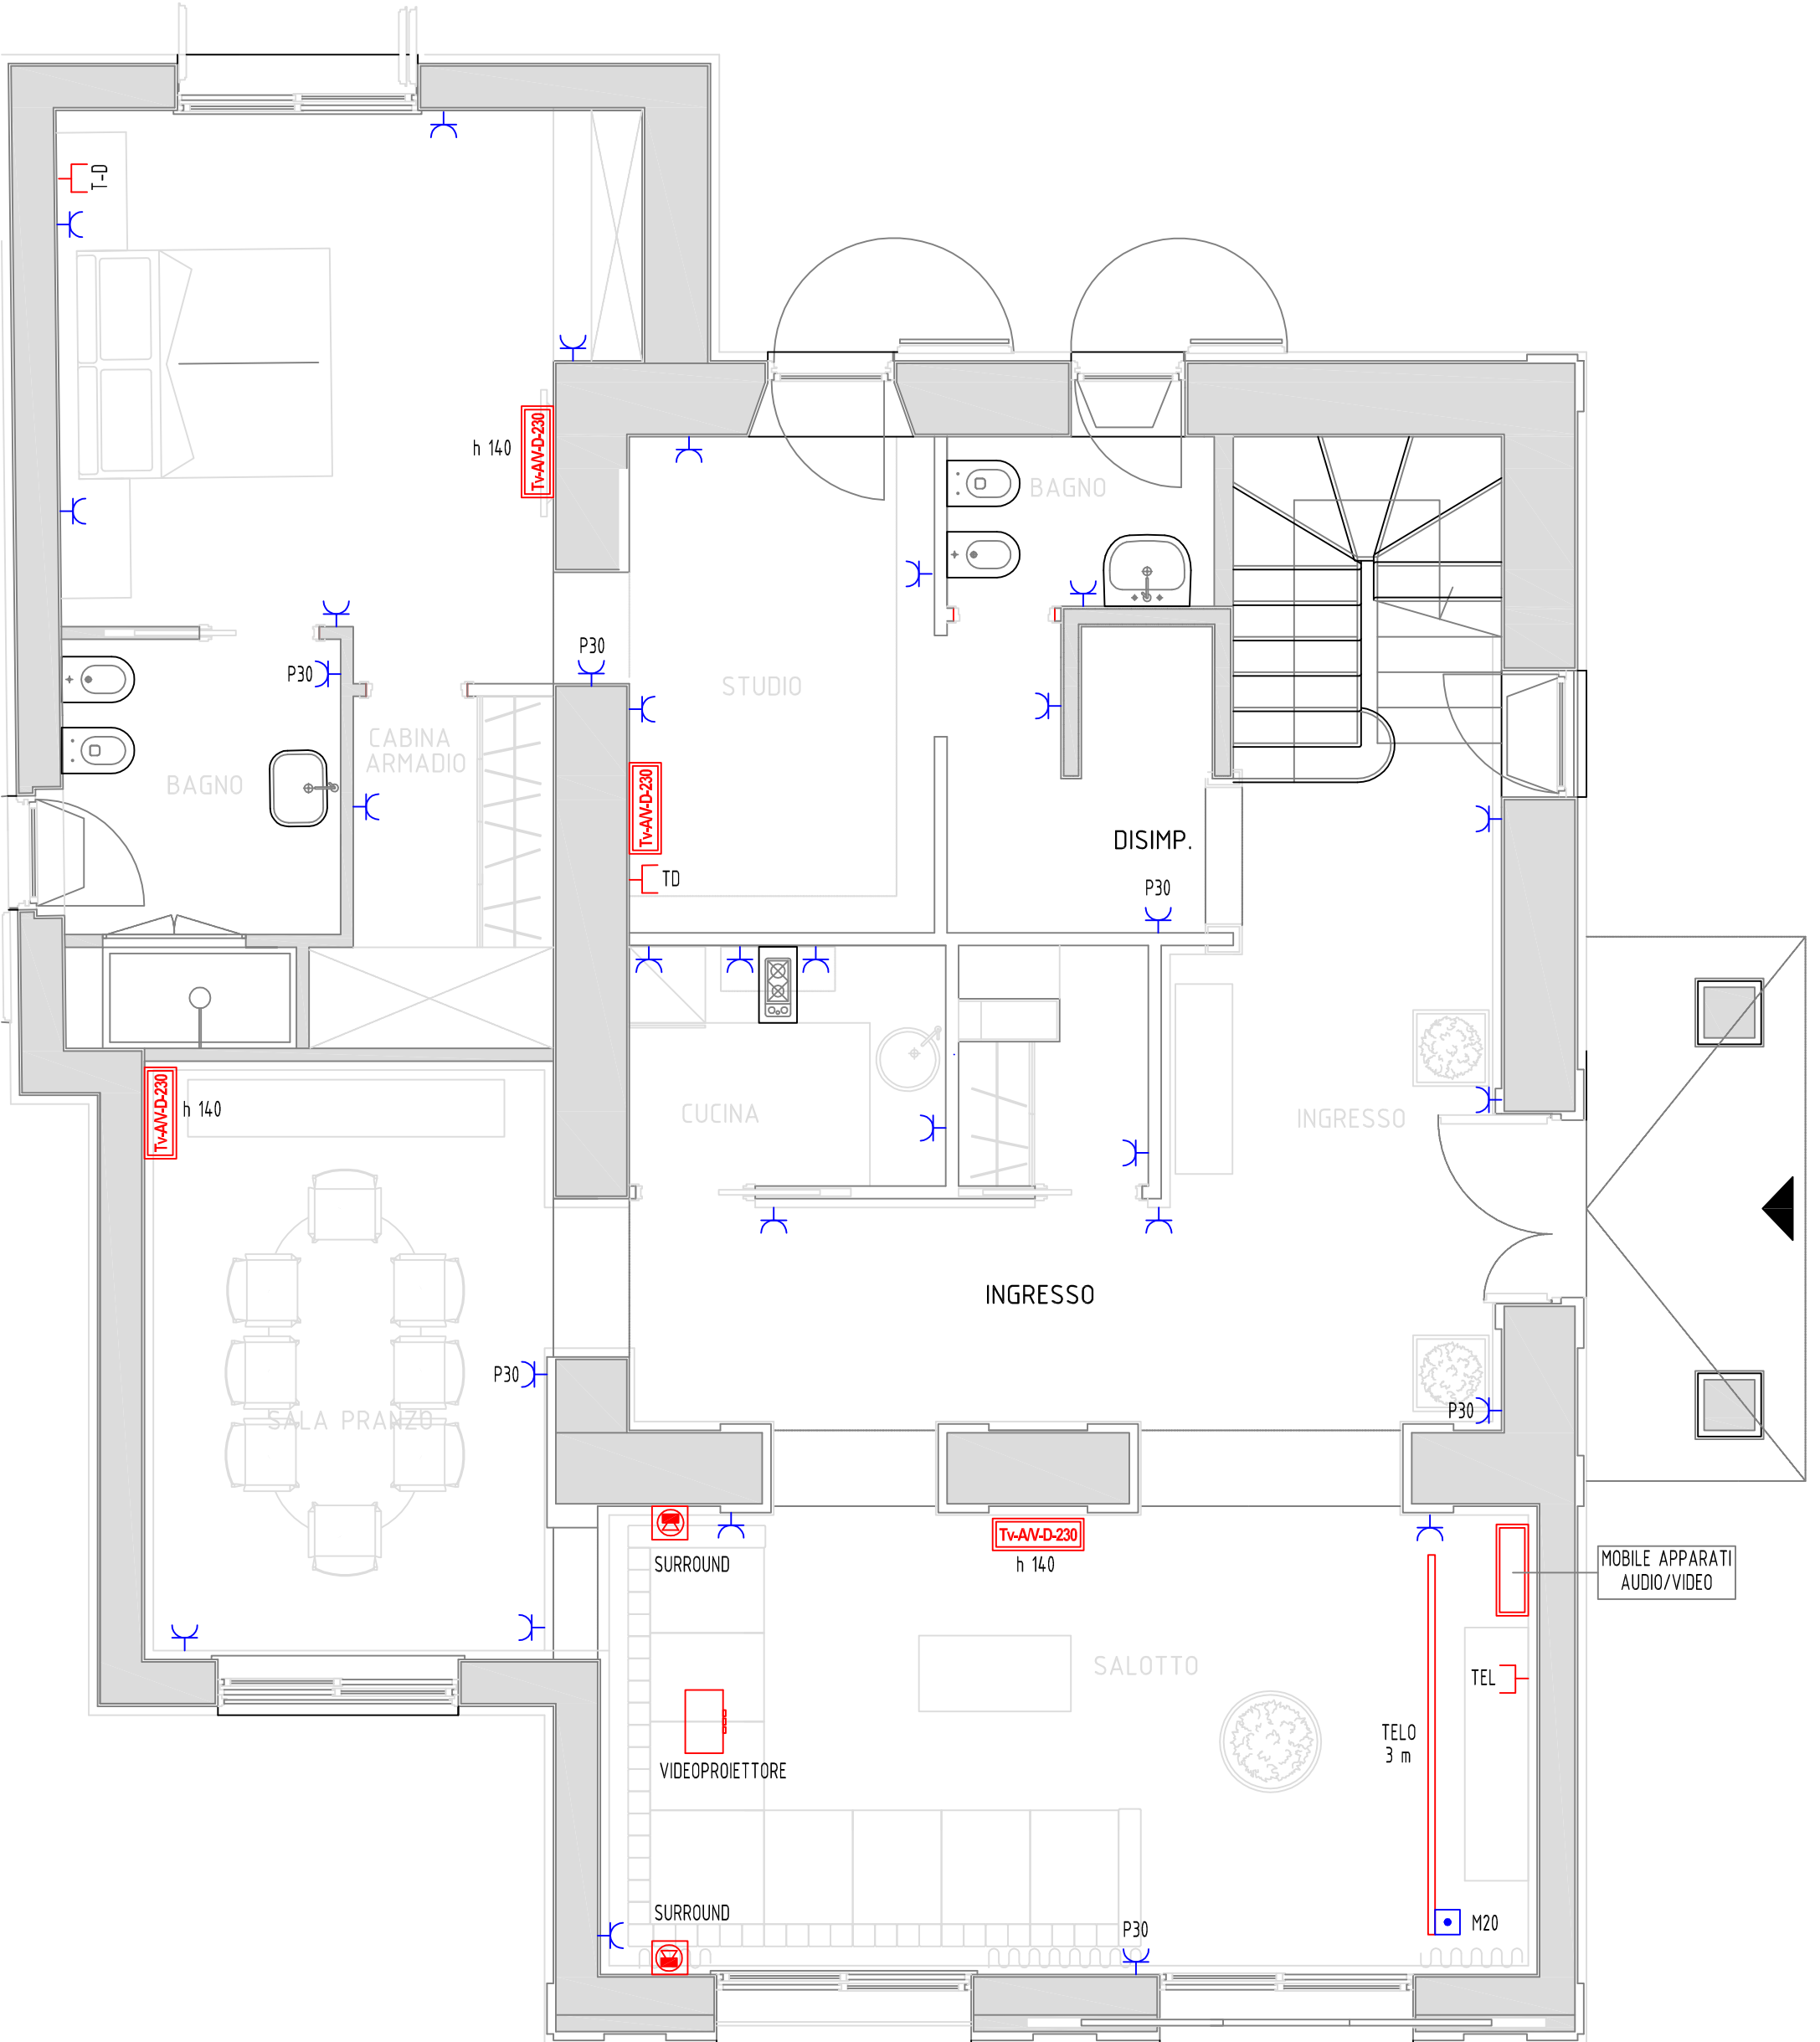 T-D
h 140
Tv-A/V-D-230
BAGNO
P30
P30
STUDIO
CABINA
ARMADIO
BAGNO
Tv-A/V-D-230
DISIMP.
TD
P30
Tv-A/V-D-230
h 140
CUCINA
INGRESSO
INGRESSO
P30
SALA PRANZO
P30
Tv-A/V-D-230
SURROUND
h 140
MOBILE APPARATI
AUDIO/VIDEO
SALOTTO
TEL
TELO
3 m
VIDEOPROIETTORE
SURROUND
P30
M20